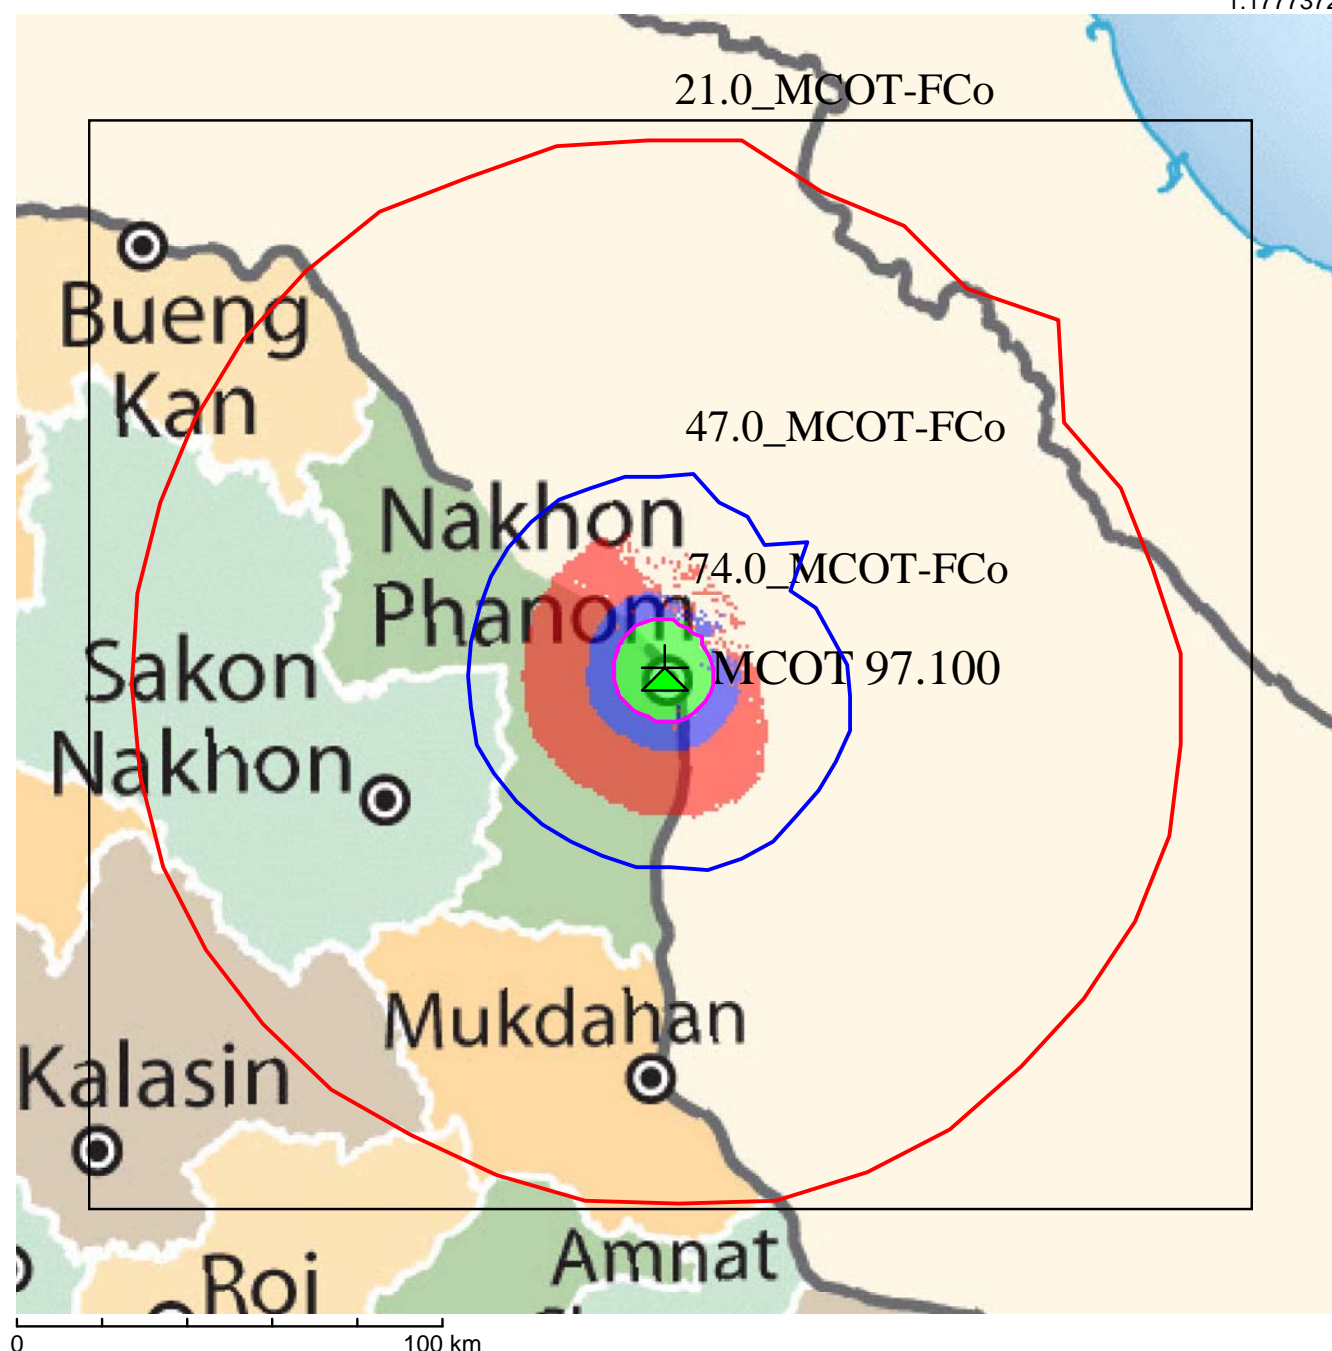 21.0_MCOT-FCo
Bueng
Kan
47.0_MCOT-FCo
Nakhon
Phanom
74.0_MCOT-FCo
MCOT 97.100
Sakon
Nakhon
Mukdahan
Kalasin
Amnat
Roi
0
100 km